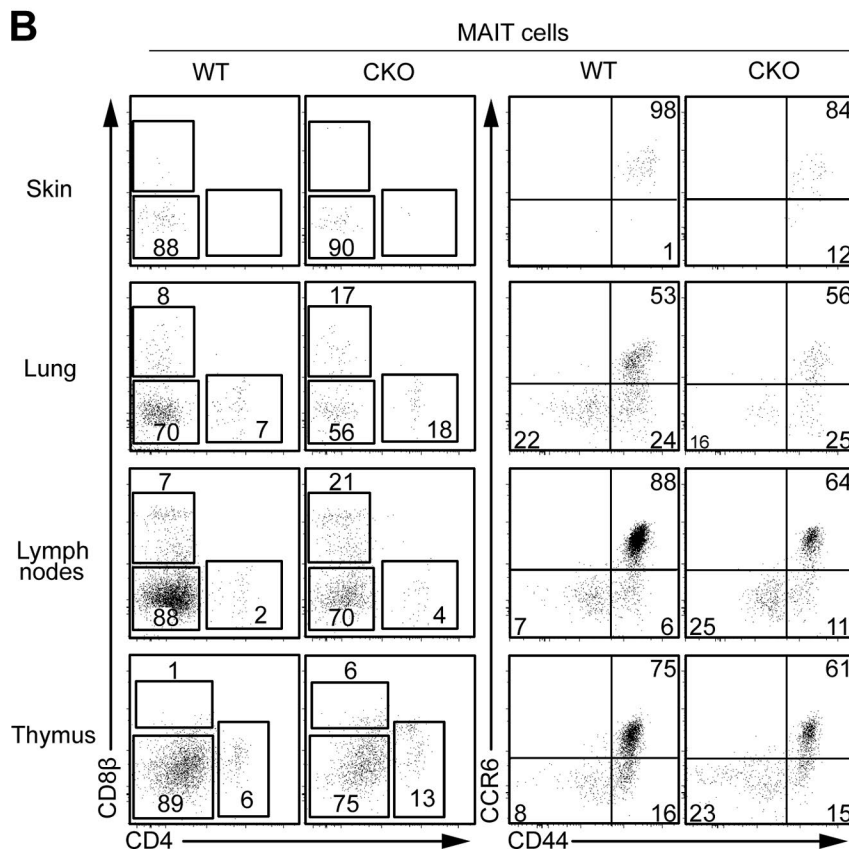 B
MAIT cells
WT CKO WT CKO
Skin
88 90 98 1 84 12
Lung
8 70 7 17 56 18 53 22 24 56 16 25
Lymph
nodes
7 88 2 21 70 4 88 7 6 64 25 11
Thymus
1 89 6 6 75 13 75 8 16 61 23 15
CD8β
CCR6
CD4
CD44